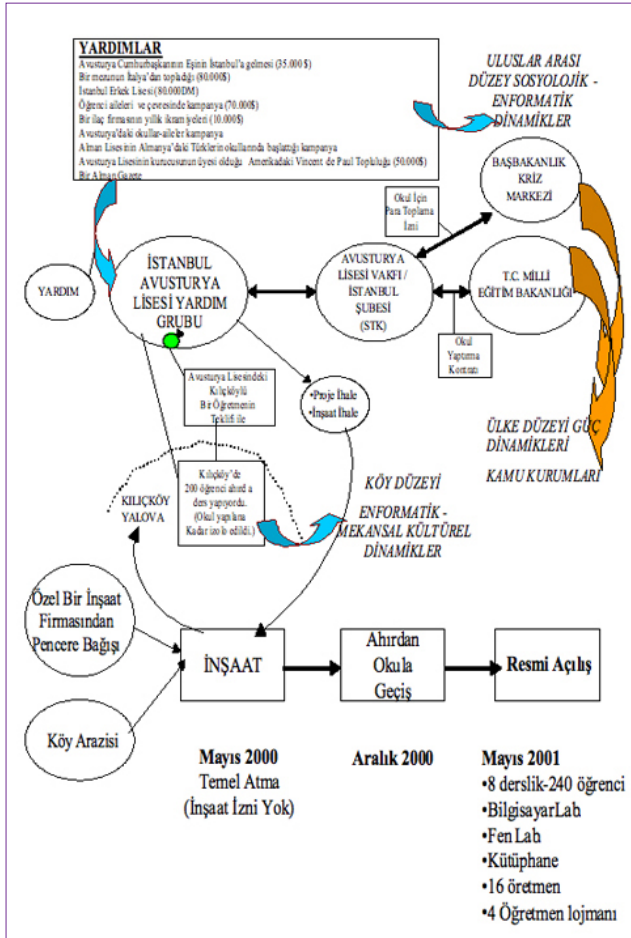 YARDIMLAR
Avusturya Cumhurbaşkanının Eşinin İstanbul'a gelmesi (35.000 $)
Bir mezunun İtalya'dan topladığı (80.000$)
İstanbul Erkek Lisesi (80.000DM)
Öğrenci aileleri ve çevresinde kampanya (70.000$)
Bir ilaç firmasının yıllık ikramiyeleri (10.000$)
Avusturya'daki okullar-aileler kampanya
Alman Lisesinin Almanya'daki Türklerin okullarında başlattığı kampanya
Avusturya Lisesinin kurucusunun üyesi olduğu Amerikadaki Vincent de Paul Topluluğu (50.000$)
Bir Alman Gazete
ULUSLAR ARASI
DÜZEY SOSYOLOJİK -
ENFORMATİK
DİNAMİKLER
BAŞBAKANLIK
KRİZ
MARKEZİ
Okul İçin
Para Toplama
İzni
YARDIM
İSTANBUL
AVUSTURYA
LİSESİ YARDIM
GRUBU
AVUSTURYA
LİSESİ VAKFI /
İSTANBUL
ŞUBESİ
(STK)
T.C. MİLLİ
EĞİTİM BAKANLIĞI
Okul
Yaptırma
Kontratı
Avusturya Lisesindeki
Kılıçköylü
Bir Öğretmenin
Teklifi ile
•Proje İhale
•İnşaat İhale
ÜLKE DÜZEYİ GÜÇ
DİNAMİKLERİ
KAMU KURUMLARI
KILIÇKÖY
YALOVA
Kılıçköy'de
200 öğrenci ahırda
ders yapıyordu.
(Okul yapılana
Kadar izole edildi.)
KÖY DÜZEYİ
ENFORMATİK -
MEKANSAL KÜLTÜREL
DİNAMİKLER
Özel Bir İnşaat
Firmasından
Pencere Bağışı
Köy Arazisi
İNŞAAT
Ahırdan
Okula
Geçiş
Resmi Açılış
Mayıs 2000
Temel Atma
(İnşaat İzni Yok)
Aralık 2000
Mayıs 2001
•8 derslik-240 öğrenci
•BilgisayarLab
•Fen Lab
•Kütüphane
•16 öretmen
•4 Öğretmen lojmanı